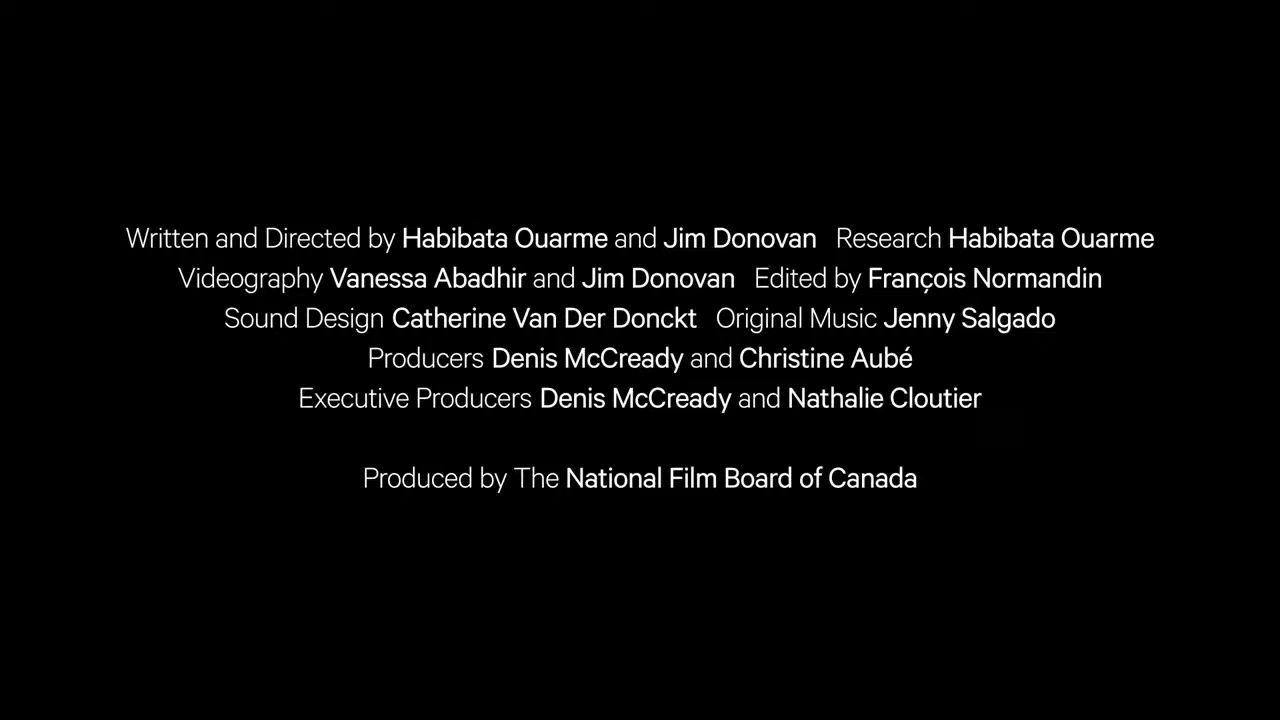 Written and Directed by Habibata Ouarme and Jim Donovan Research Habibata Ouarme
Videography Vanessa Abadhir and Jim Donovan Edited by François Normandin
Sound Design Catherine Van Der Donckt Original Music Jenny Salgado
Producers Denis McCready and Christine Aubé
Executive Producers Denis McCready and Nathalie Cloutier
Produced by The National Film Board of Canada